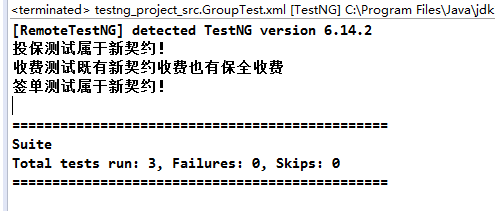 <terminated> testng_project_src.GroupTest.xml [TestNG] C:\Program Files\Java\jdk
[RemoteTestNG] detected TestNG version 6.14.2
投保测试属于新契约!
收费测试既有新契约收费也有保全收费
签单测试属于新契约!
===============================================
Suite
Total tests run: 3, Failures: 0, Skips: 0
===============================================